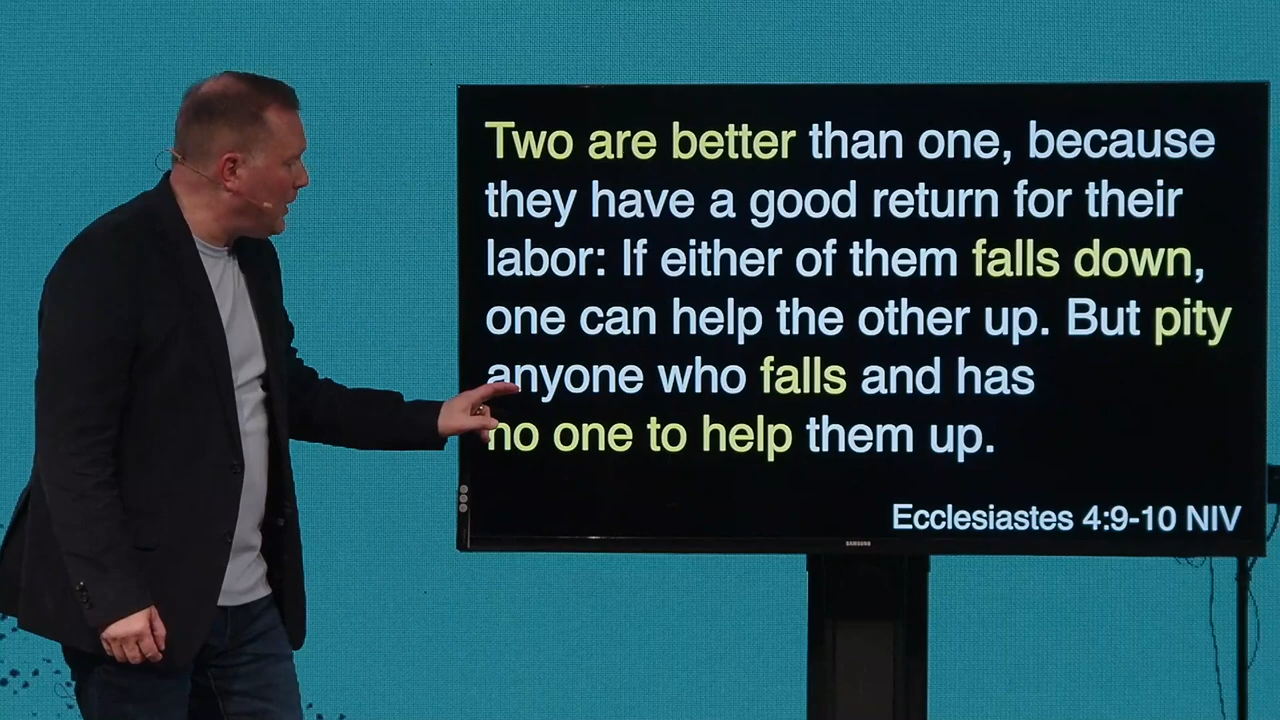 Two are better than one, because
they have a good return for their
labor: If either of them falls down,
one can help the other up. But pity
anyone who falls and has
no one to help them up.
Ecclesiastes 4:9-10 NIV
SAMSUNG